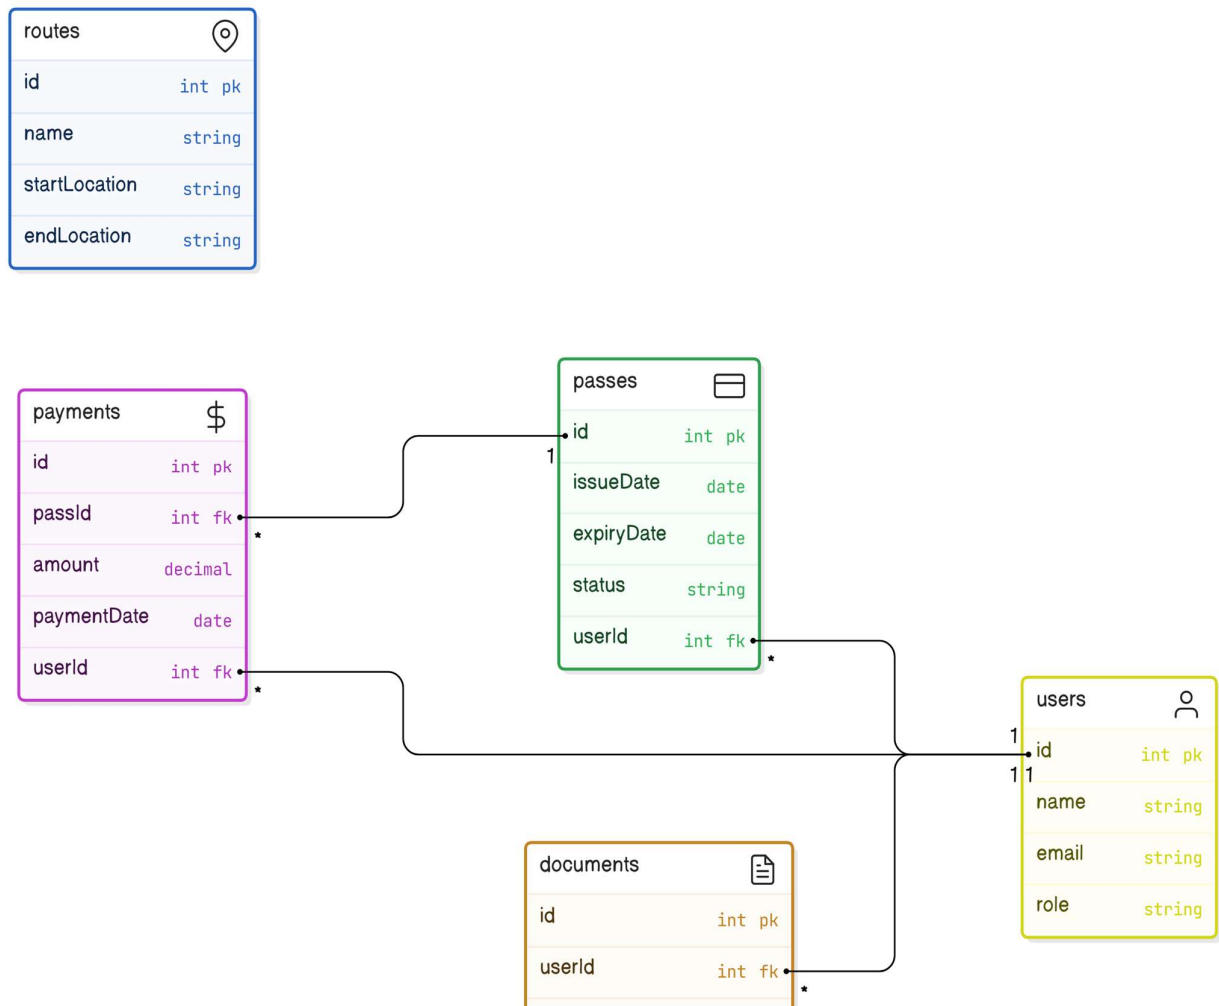 routes
id int pk
name string
startLocation string
endLocation string
payments $
id int pk
passId int fk
*
amount decimal
paymentDate date
userId int fk
*
passes
id int pk
1
issueDate date
expiryDate date
status string
userId int fk
*
users
1
id int pk
1 1
name string
email string
role string
documents
id int pk
userId int fk
*